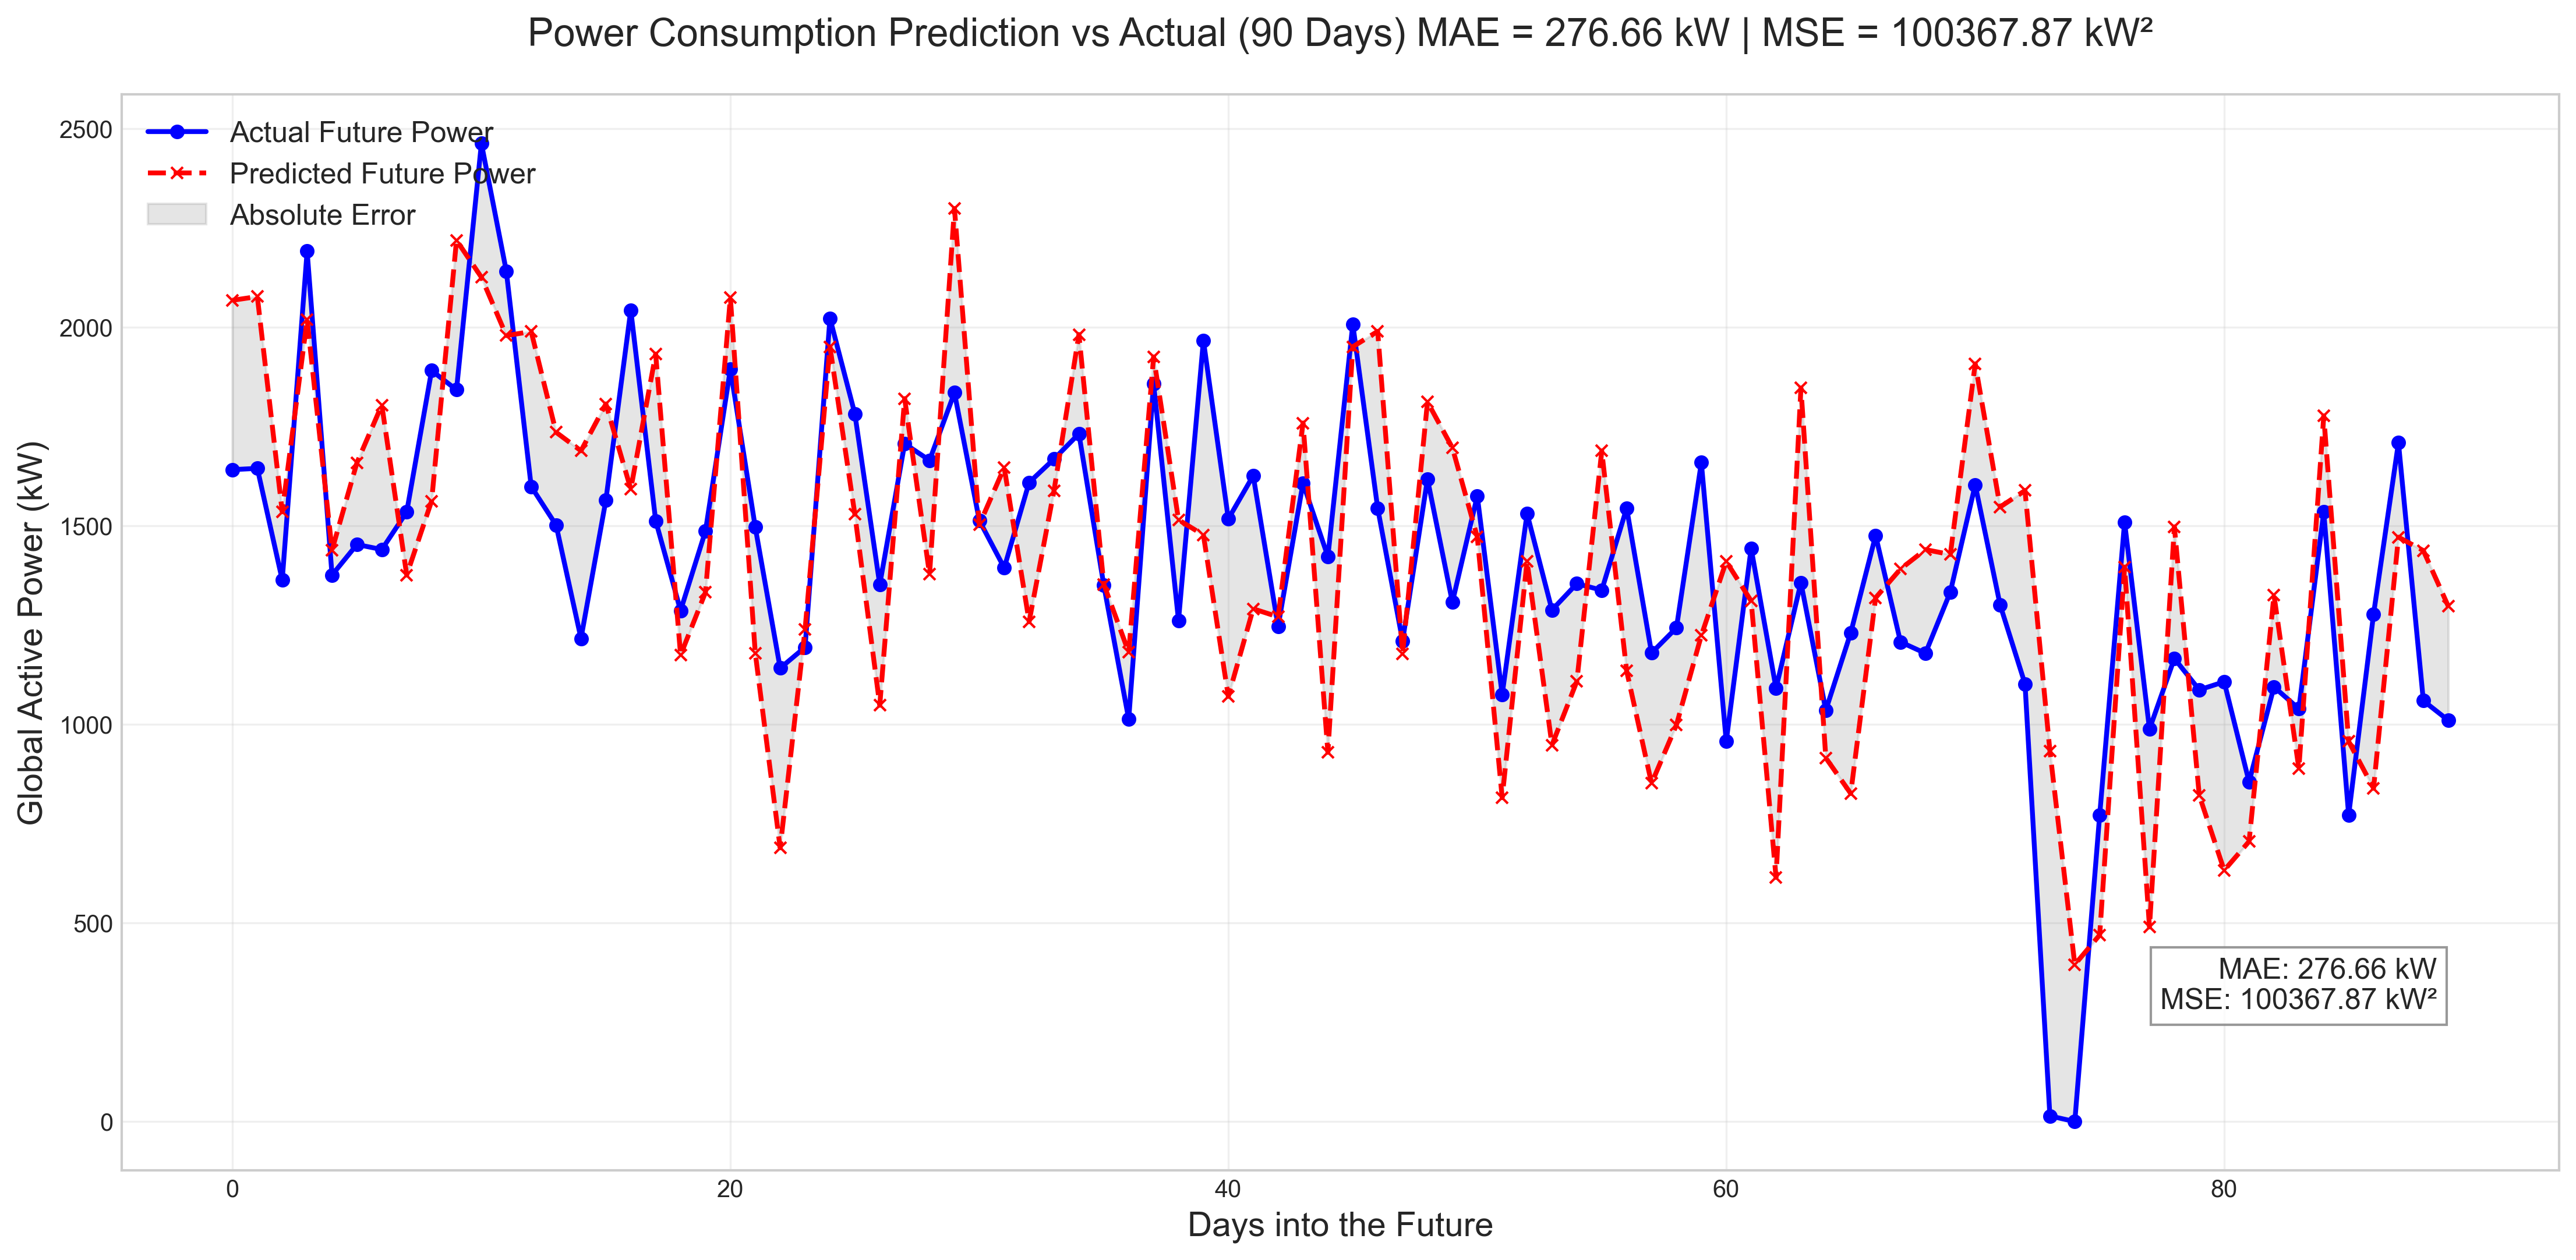 Power Consumption Prediction vs Actual (90 Days) MAE = 276.66 kW | MSE = 100367.87 kW²
Actual Future Power
Predicted Future Power
Absolute Error
Global Active Power (kW)
2500
2000
1500
1000
500
0
MAE: 276.66 kW
MSE: 100367.87 kW²
0 20 40 60 80
Days into the Future